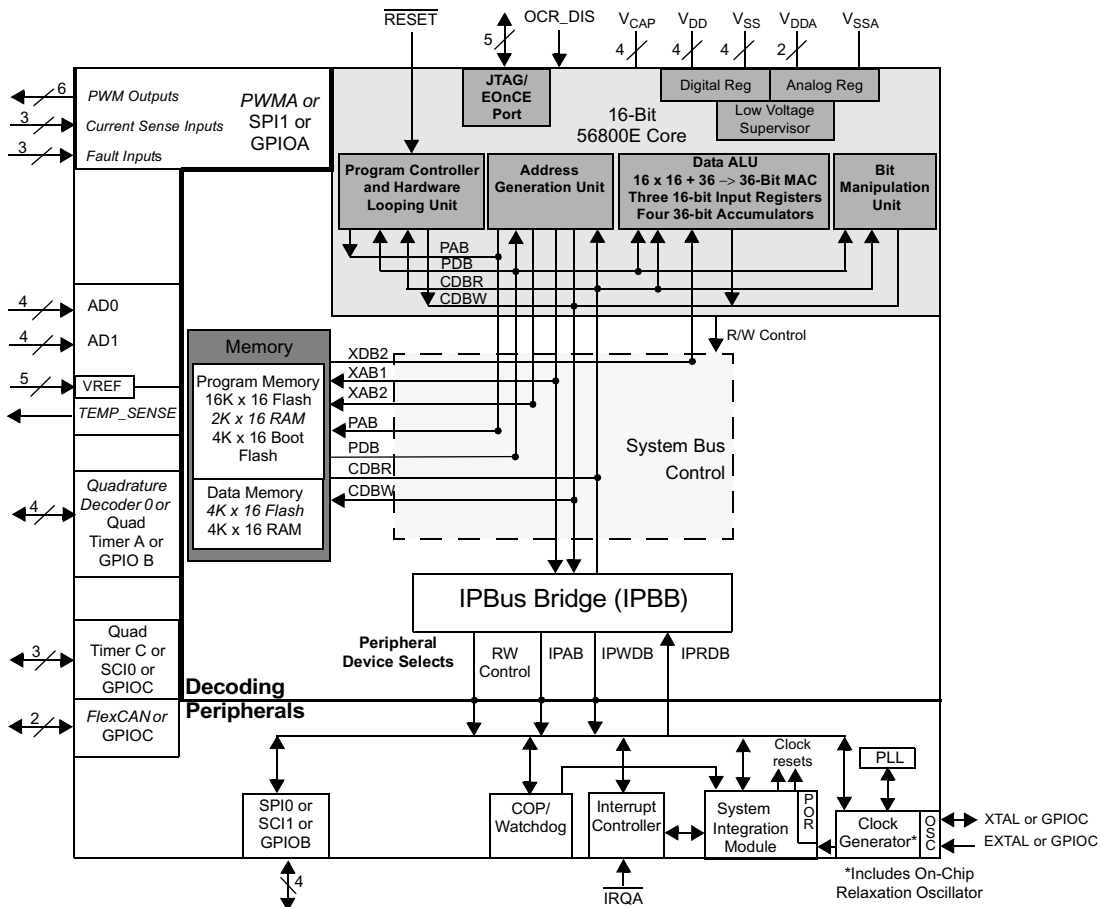 RESET
5
OCR_DIS
VCAP
VDD
VSS
VDDA
VSSA
4
4
4
2
6
PWM Outputs
3
Current Sense Inputs
3
Fault Inputs
PWMA or
SPI1 or
GPIOA
JTAG/
EOnCE
Port
Digital Reg
Analog Reg
Low Voltage
Supervisor
16-Bit
56800E Core
Program Controller
and Hardware
Looping Unit
Address
Generation Unit
Data ALU
16 x 16 + 36 -> 36-Bit MAC
Three 16-bit Input Registers
Four 36-bit Accumulators
Bit
Manipulation
Unit
PAB
PDB
CDBR
CDBW
4
AD0
4
AD1
5
VREF
TEMP_SENSE
Memory
Program Memory
16K x 16 Flash
2K x 16 RAM
4K x 16 Boot
Flash
Data Memory
4K x 16 Flash
4K x 16 RAM
XDB2
XAB1
XAB2
PAB
PDB
CDBR
CDBW
R/W Control
System Bus
Control
4
Quadrature
Decoder 0 or
Quad
Timer A or
GPIO B
3
Quad
Timer C or
SCI0 or
GPIOC
2
FlexCAN or
GPIOC
IPBus Bridge (IPBB)
Peripheral
Device Selects
RW
Control
IPAB
IPWDB
IPRDB
Decoding
Peripherals
Clock
resets
PLL
SPI0 or
SCI1 or
GPIOB
4
COP/
Watchdog
Interrupt
Controller
IRQA
System
Integration
Module
POR
Clock
Generator*
OSC
XTAL or GPIOC
EXTAL or GPIOC
*Includes On-Chip
Relaxation Oscillator